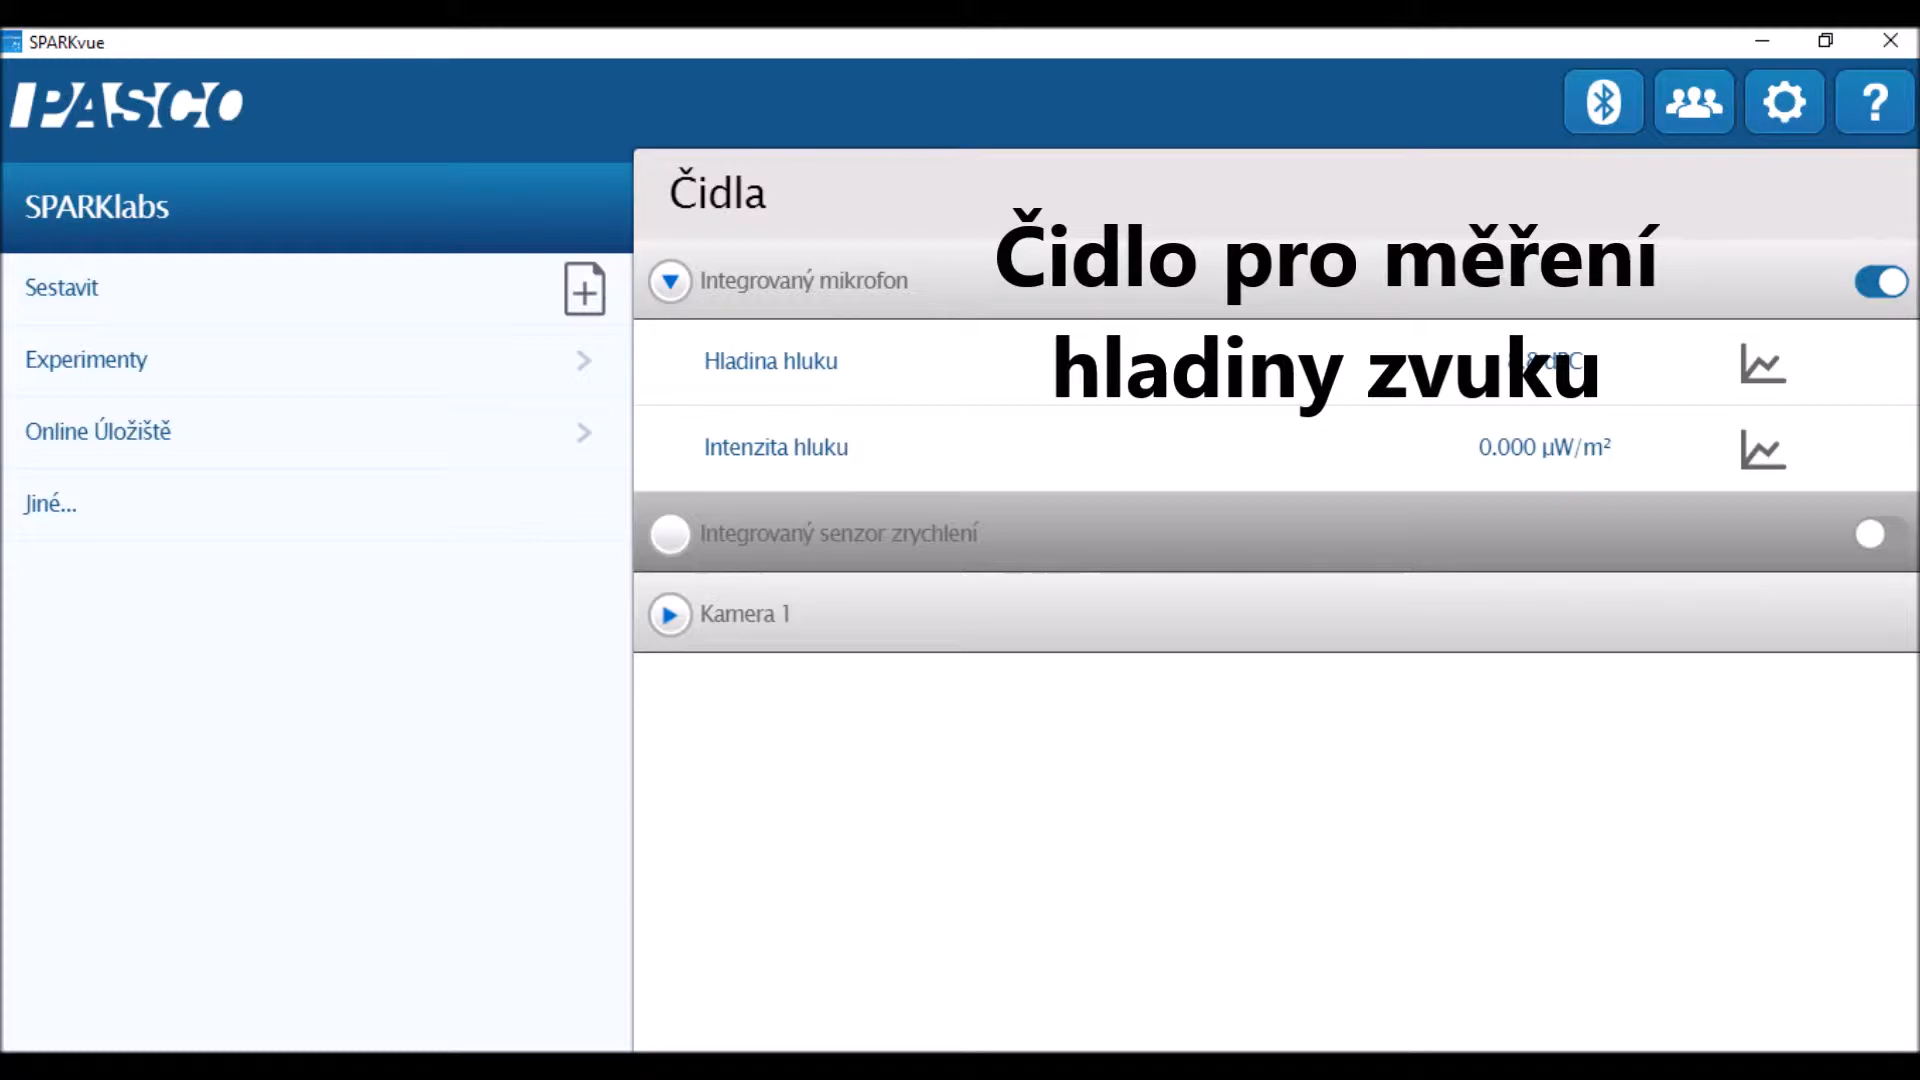 SPARKvue
PASCO
?
SPARKlabs
Sestavit
Experimenty
Online Úložiště
Jiné...
Čidla
Čidlo pro měření
hladiny zvuku
Integrovaný mikrofon
Hladina hluku
Intenzita hluku
0.000 µW/m²
Integrovaný senzor zrychlení
Kamera 1